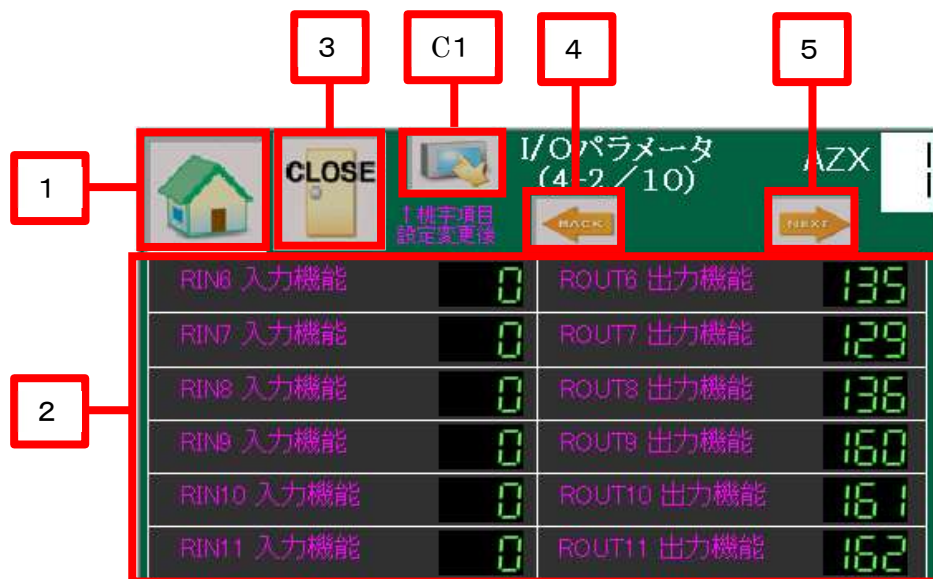 3 C1 4 5
1
CLOSE
I/Oパラメータ
(4-2/10)
AZX
↑桃字項目
設定変更後
BACK
NEXT
2
RIN6 入力機能 0 ROUT6 出力機能 135
RIN7 入力機能 0 ROUT7 出力機能 129
RIN8 入力機能 0 ROUT8 出力機能 136
RIN9 入力機能 0 ROUT9 出力機能 160
RIN10 入力機能 0 ROUT10 出力機能 161
RIN11 入力機能 0 ROUT11 出力機能 162